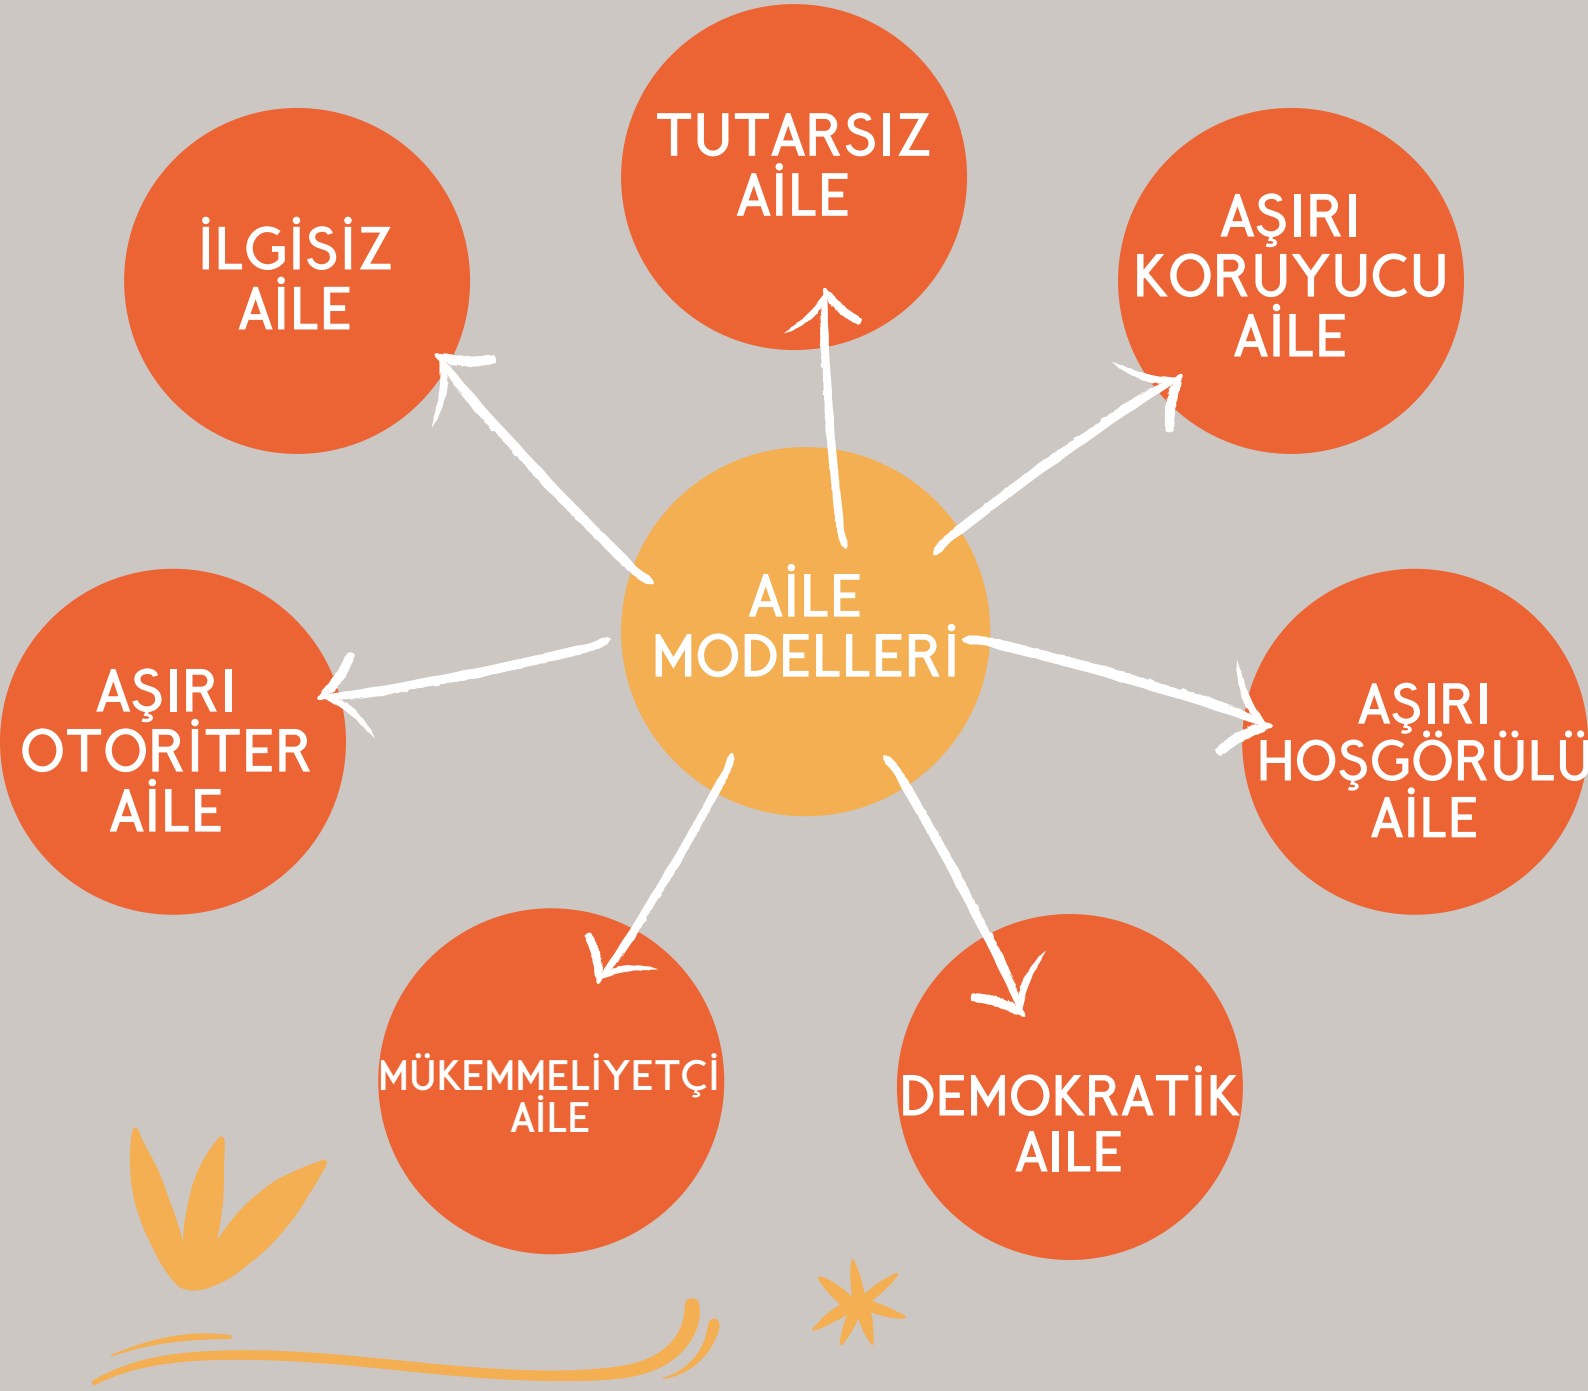 TUTARSIZ
AİLE
İLGİSİZ
AİLE
AŞIRI
KORUYUCU
AİLE
AİLE
MODELLERİ
AŞIRI
OTORİTER
AİLE
AŞIRI
HOŞGÖRÜLÜ
AİLE
MÜKEMMELİYETÇİ
AİLE
DEMOKRATİK
AILE